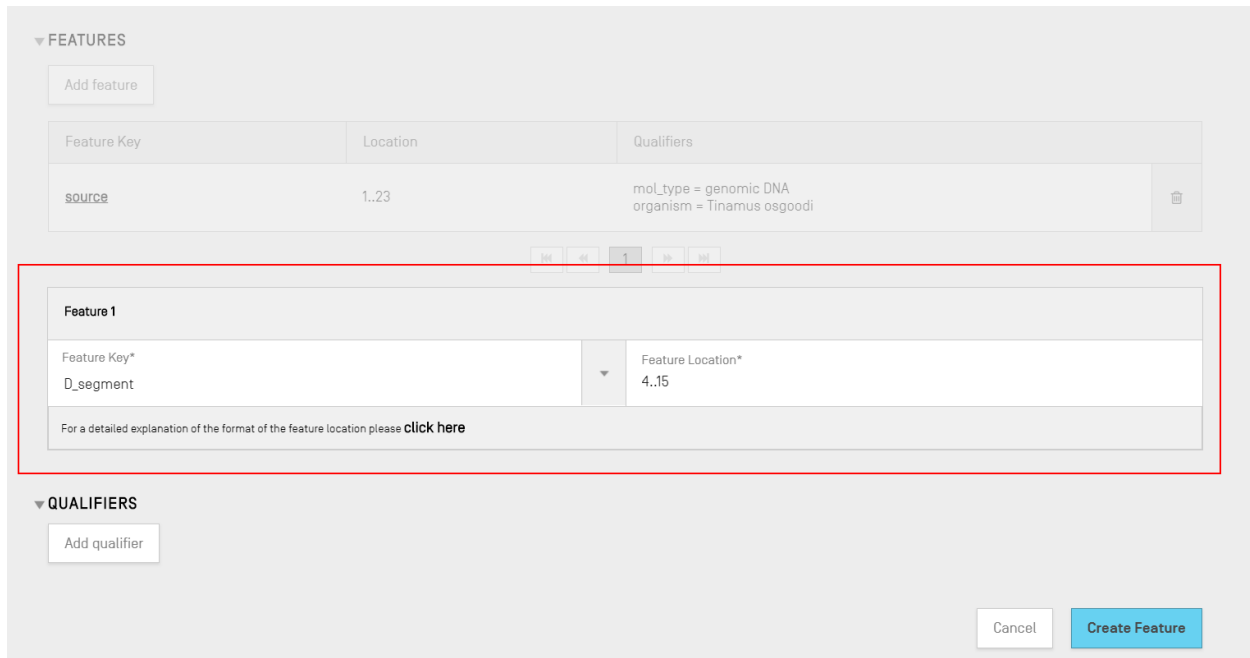 FEATURES
Add feature
Feature Key Location Qualifiers
source 1..23 mol_type = genomic DNA
organism = Tinamus osgoodi
1
Feature 1
Feature Key* Feature Location*
D_segment 4..15
For a detailed explanation of the format of the feature location please click here
QUALIFIERS
Add qualifier
Cancel Create Feature